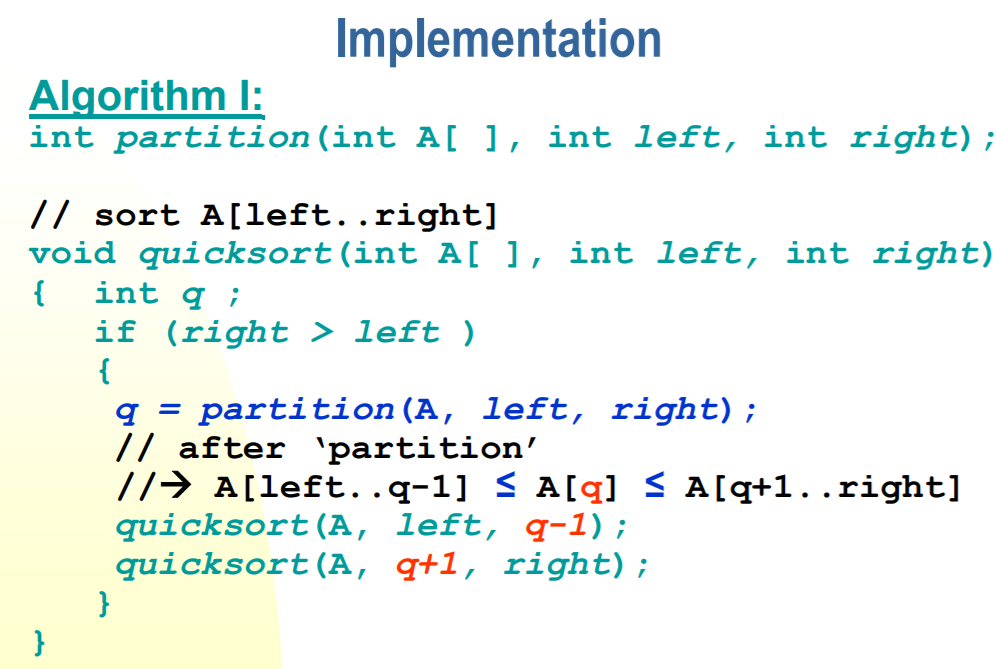 Implementation
Algorithm I:
int partition(int A[ ], int left, int right);
// sort A[left..right]
void quicksort(int A[ ], int left, int right)
{ int q ;
if (right > left )
{
q = partition(A, left, right);
// after ‘partition’
//→ A[left..q-1] ≤ A[q] ≤ A[q+1..right]
quicksort(A, left, q-1);
quicksort(A, q+1, right);
}
}